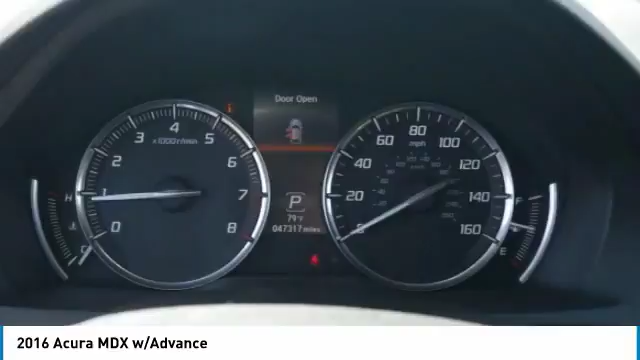 Door Open
3 4 5
x1000r/min
2 6
1 7
0 8
H
C
P
79°F
047317 miles
60 80 100
mph
40 120
20 140
160
F
E
2016 Acura MDX w/Advance